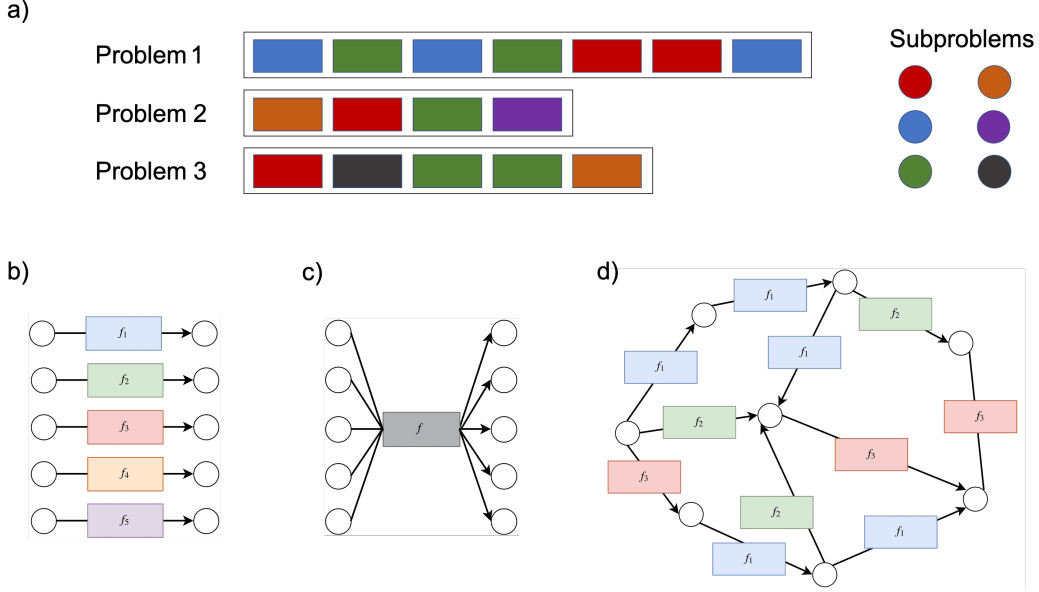 a)
Problem 1
Problem 2
Problem 3
Subproblems
b)
f1
f2
f3
f4
f5
c)
f
d)
f1
f2
f1
f1
f2
f3
f3
f3
f2
f1
f1